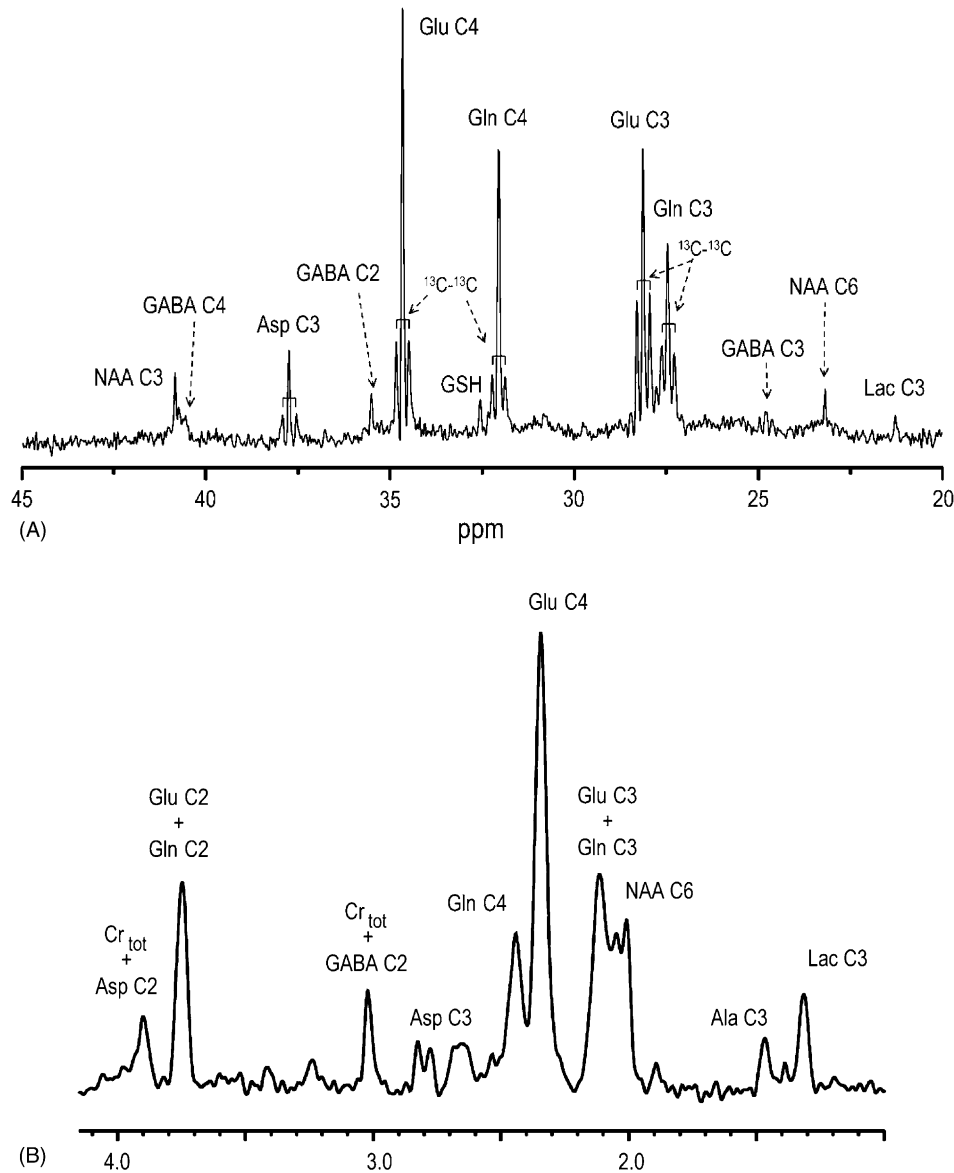 Glu C4
Gln C4
Glu C3
Gln C3
¹³C-¹³C
¹³C-¹³C
GABA C2
NAA C6
GABA C4
Asp C3
GABA C3
NAA C3
GSH
Lac C3
45 40 35 30 25 20
(A)
ppm
Glu C4
Glu C2
+
Gln C2
Glu C3
+
Gln C3
NAA C6
Gln C4
Cr tot
+
GABA C2
Cr tot
+
Asp C2
Lac C3
Asp C3
Ala C3
(B)
4.0 3.0 2.0